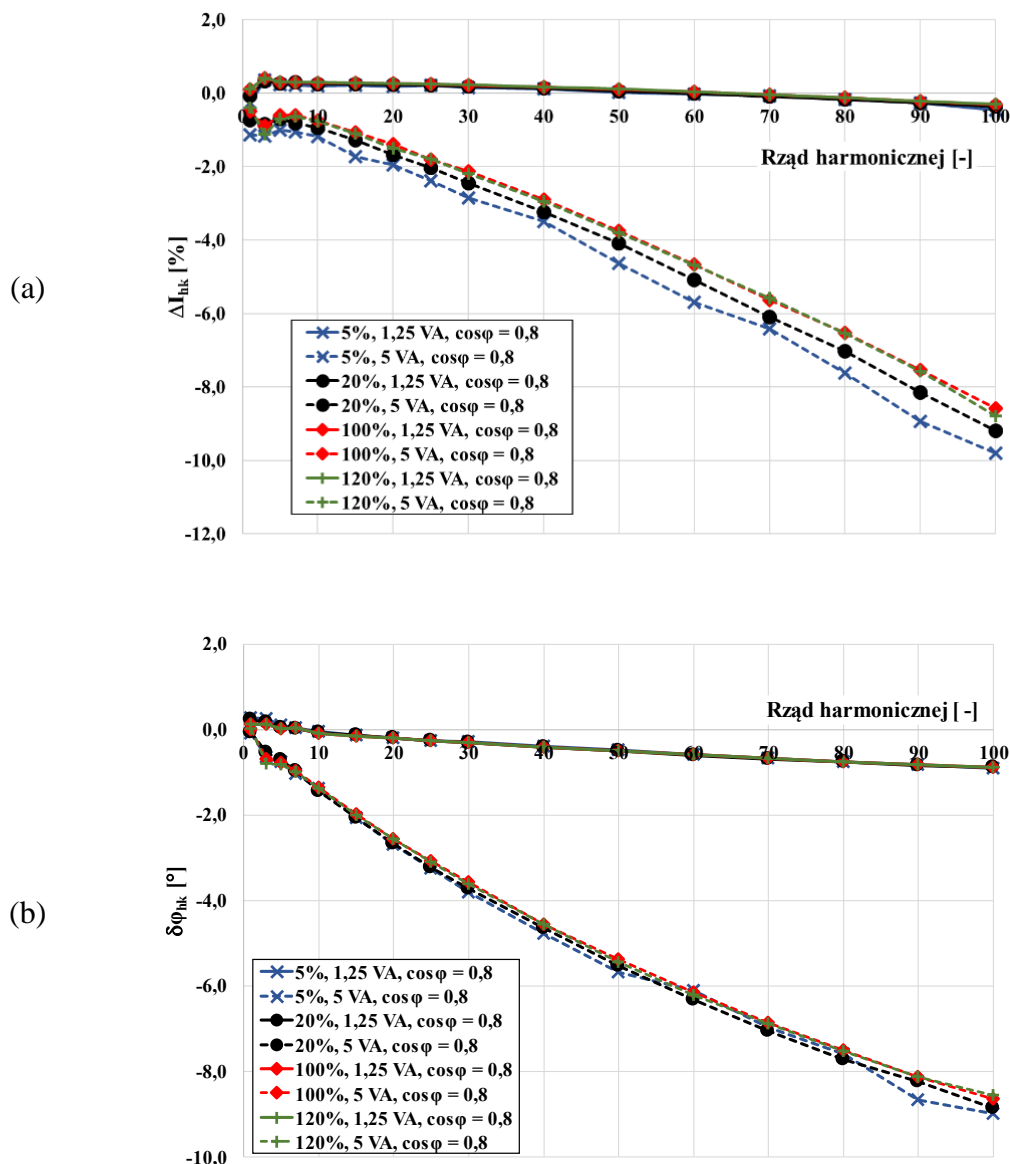 (a)
2,0
0,0
-2,0
-4,0
-6,0
-8,0
-10,0
-12,0
0 10 20 30 40 50 60 70 80 90 100
Rząd harmonicznej [-]
ΔI_hk [%]
5%, 1,25 VA, cosφ = 0,8
5%, 5 VA, cosφ = 0,8
20%, 1,25 VA, cosφ = 0,8
20%, 5 VA, cosφ = 0,8
100%, 1,25 VA, cosφ = 0,8
100%, 5 VA, cosφ = 0,8
120%, 1,25 VA, cosφ = 0,8
120%, 5 VA, cosφ = 0,8
(b)
2,0
0,0
-2,0
-4,0
-6,0
-8,0
-10,0
Rząd harmonicznej [ -]
0 10 20 30 40 50 60 70 80 90 100
δφ_hk [°]
5%, 1,25 VA, cosφ = 0,8
5%, 5 VA, cosφ = 0,8
20%, 1,25 VA, cosφ = 0,8
20%, 5 VA, cosφ = 0,8
100%, 1,25 VA, cosφ = 0,8
100%, 5 VA, cosφ = 0,8
120%, 1,25 VA, cosφ = 0,8
120%, 5 VA, cosφ = 0,8